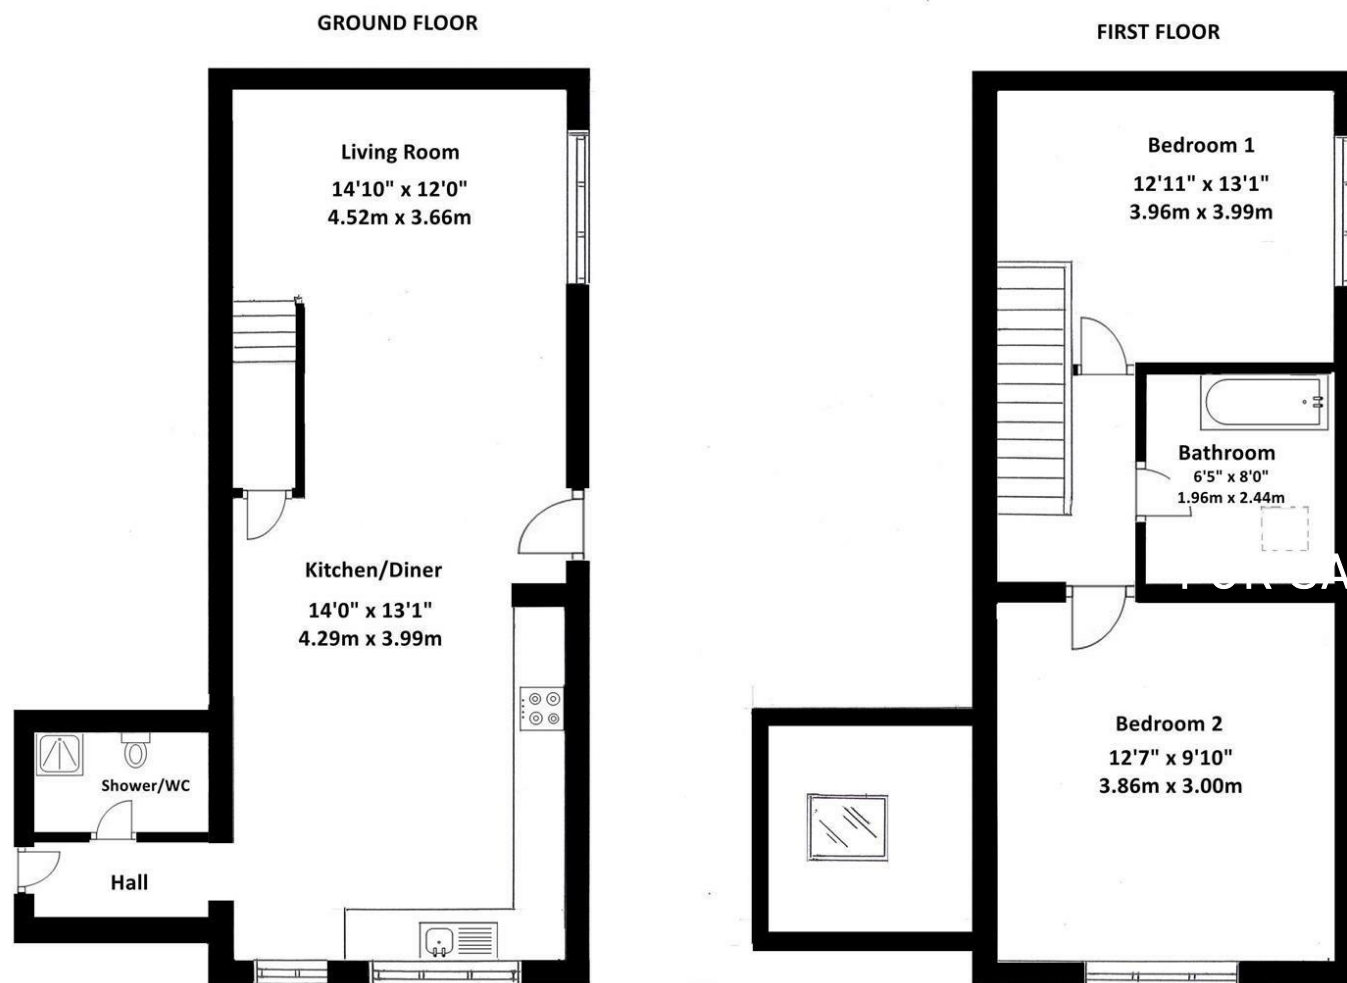 GROUND FLOOR
Living Room
14'10" x 12'0"
4.52m x 3.66m
Kitchen/Diner
14'0" x 13'1"
4.29m x 3.99m
Shower/WC
Hall
FIRST FLOOR
Bedroom 1
12'11" x 13'1"
3.96m x 3.99m
Bathroom
6'5" x 8'0"
1.96m x 2.44m
FOR SA
Bedroom 2
12'7" x 9'10"
3.86m x 3.00m